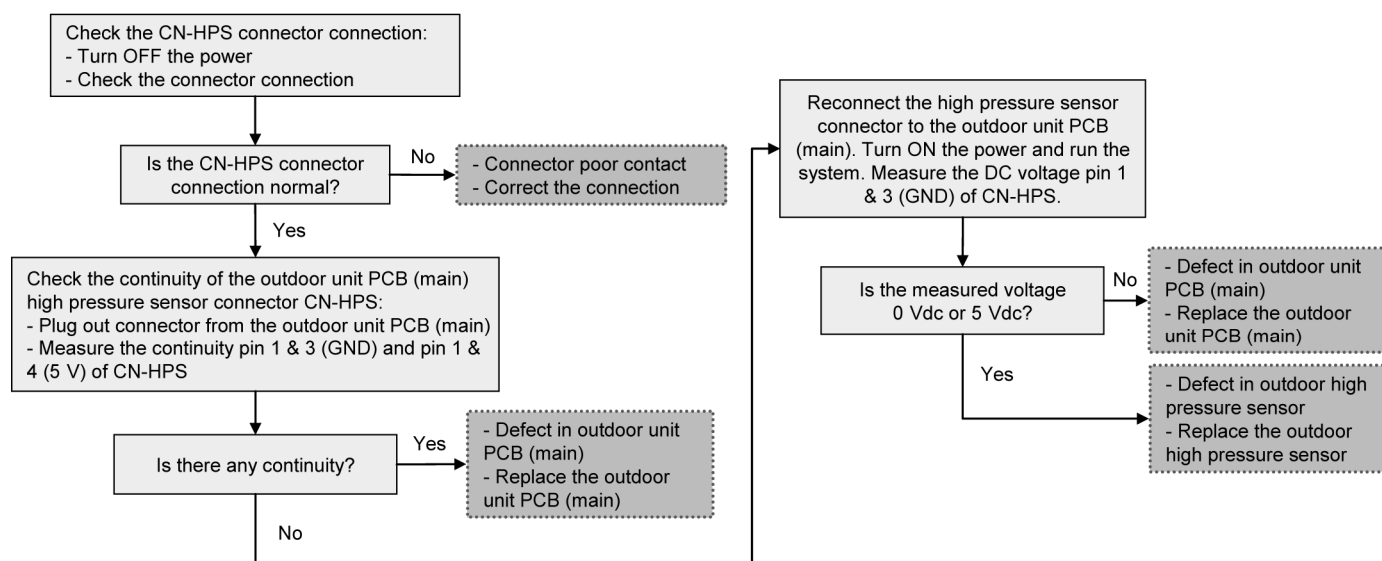 Check the CN-HPS connector connection:
- Turn OFF the power
- Check the connector connection
Is the CN-HPS connector
connection normal?
No
- Connector poor contact
- Correct the connection
Yes
Check the continuity of the outdoor unit PCB (main)
high pressure sensor connector CN-HPS:
- Plug out connector from the outdoor unit PCB (main)
- Measure the continuity pin 1 & 3 (GND) and pin 1 &
4 (5 V) of CN-HPS
Is there any continuity?
Yes
- Defect in outdoor unit
PCB (main)
- Replace the outdoor
unit PCB (main)
No
Reconnect the high pressure sensor
connector to the outdoor unit PCB
(main). Turn ON the power and run the
system. Measure the DC voltage pin 1
& 3 (GND) of CN-HPS.
Is the measured voltage
0 Vdc or 5 Vdc?
No
- Defect in outdoor unit
PCB (main)
- Replace the outdoor
unit PCB (main)
Yes
- Defect in outdoor high
pressure sensor
- Replace the outdoor
high pressure sensor